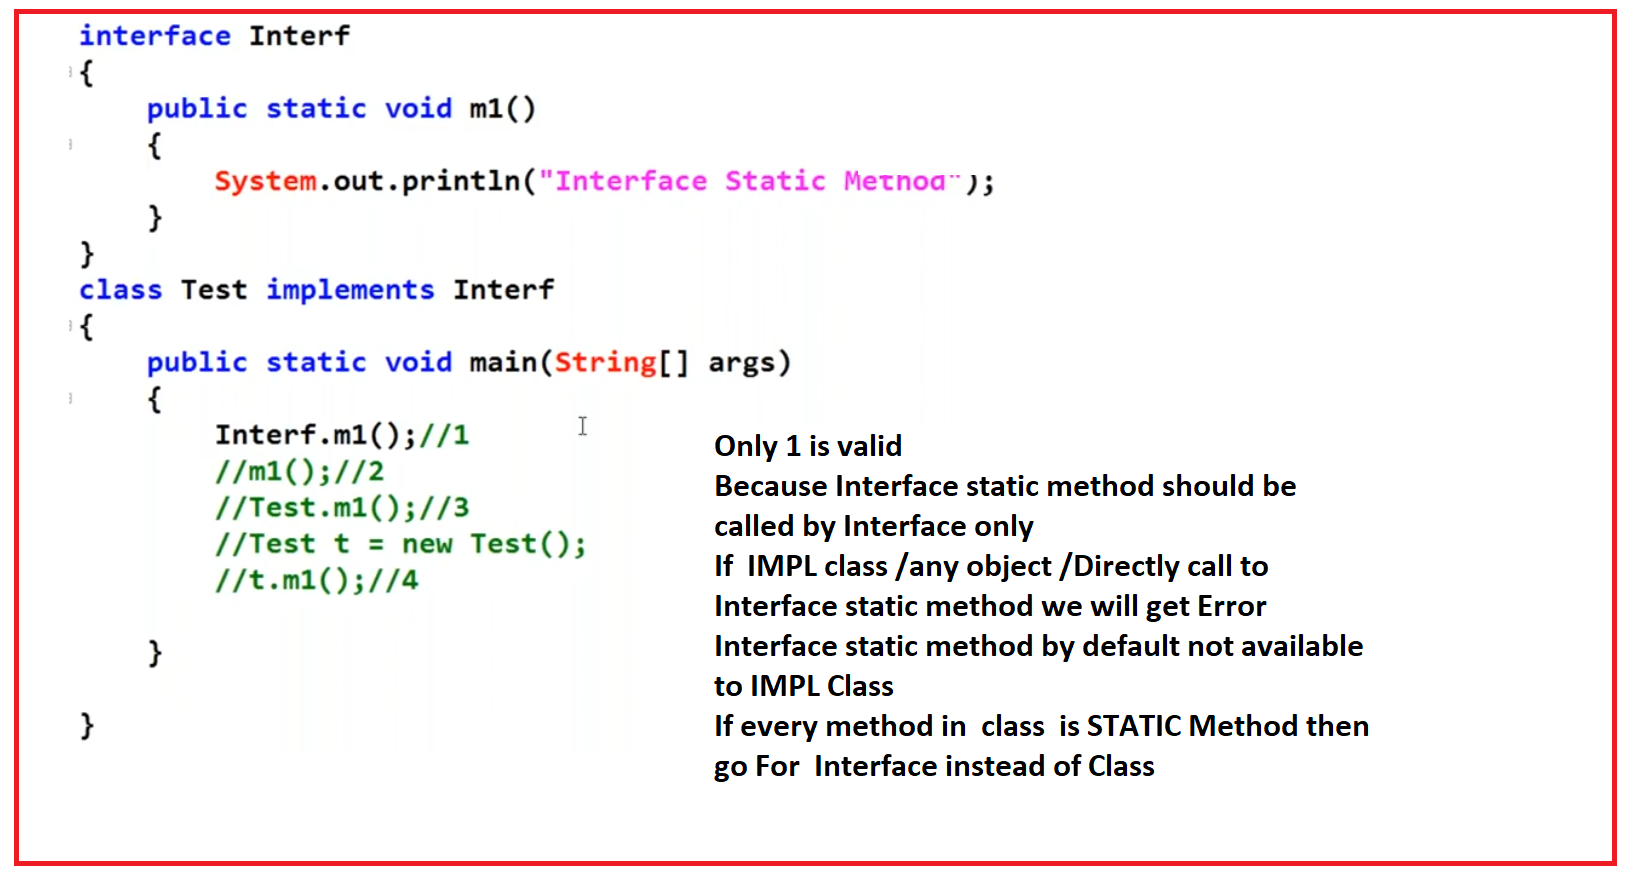 interface Interf
{
public static void m1()
{
System.out.println("Interface Static Method");
}
}
class Test implements Interf
{
public static void main(String[] args)
{
Interf.m1();//1
//m1();//2
//Test.m1();//3
//Test t = new Test();
//t.m1();//4
}
}
Only 1 is valid
Because Interface static method should be
called by Interface only
If IMPL class /any object /Directly call to
Interface static method we will get Error
Interface static method by default not available
to IMPL Class
If every method in class is STATIC Method then
go For Interface instead of Class